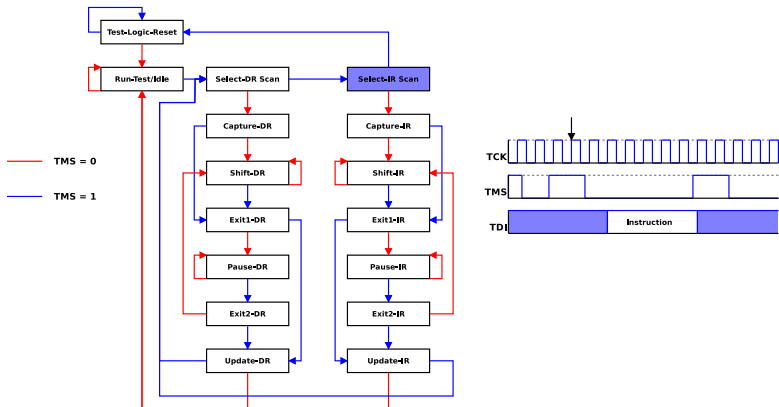 Test-Logic-Reset
Run-Test/Idle
Select-DR Scan
Select-IR Scan
Capture-DR
Capture-IR
Shift-DR
Shift-IR
Exit1-DR
Exit1-IR
Pause-DR
Pause-IR
Exit2-DR
Exit2-IR
Update-DR
Update-IR
TMS = 0
TMS = 1
TCK
TMS
TDI
Instruction